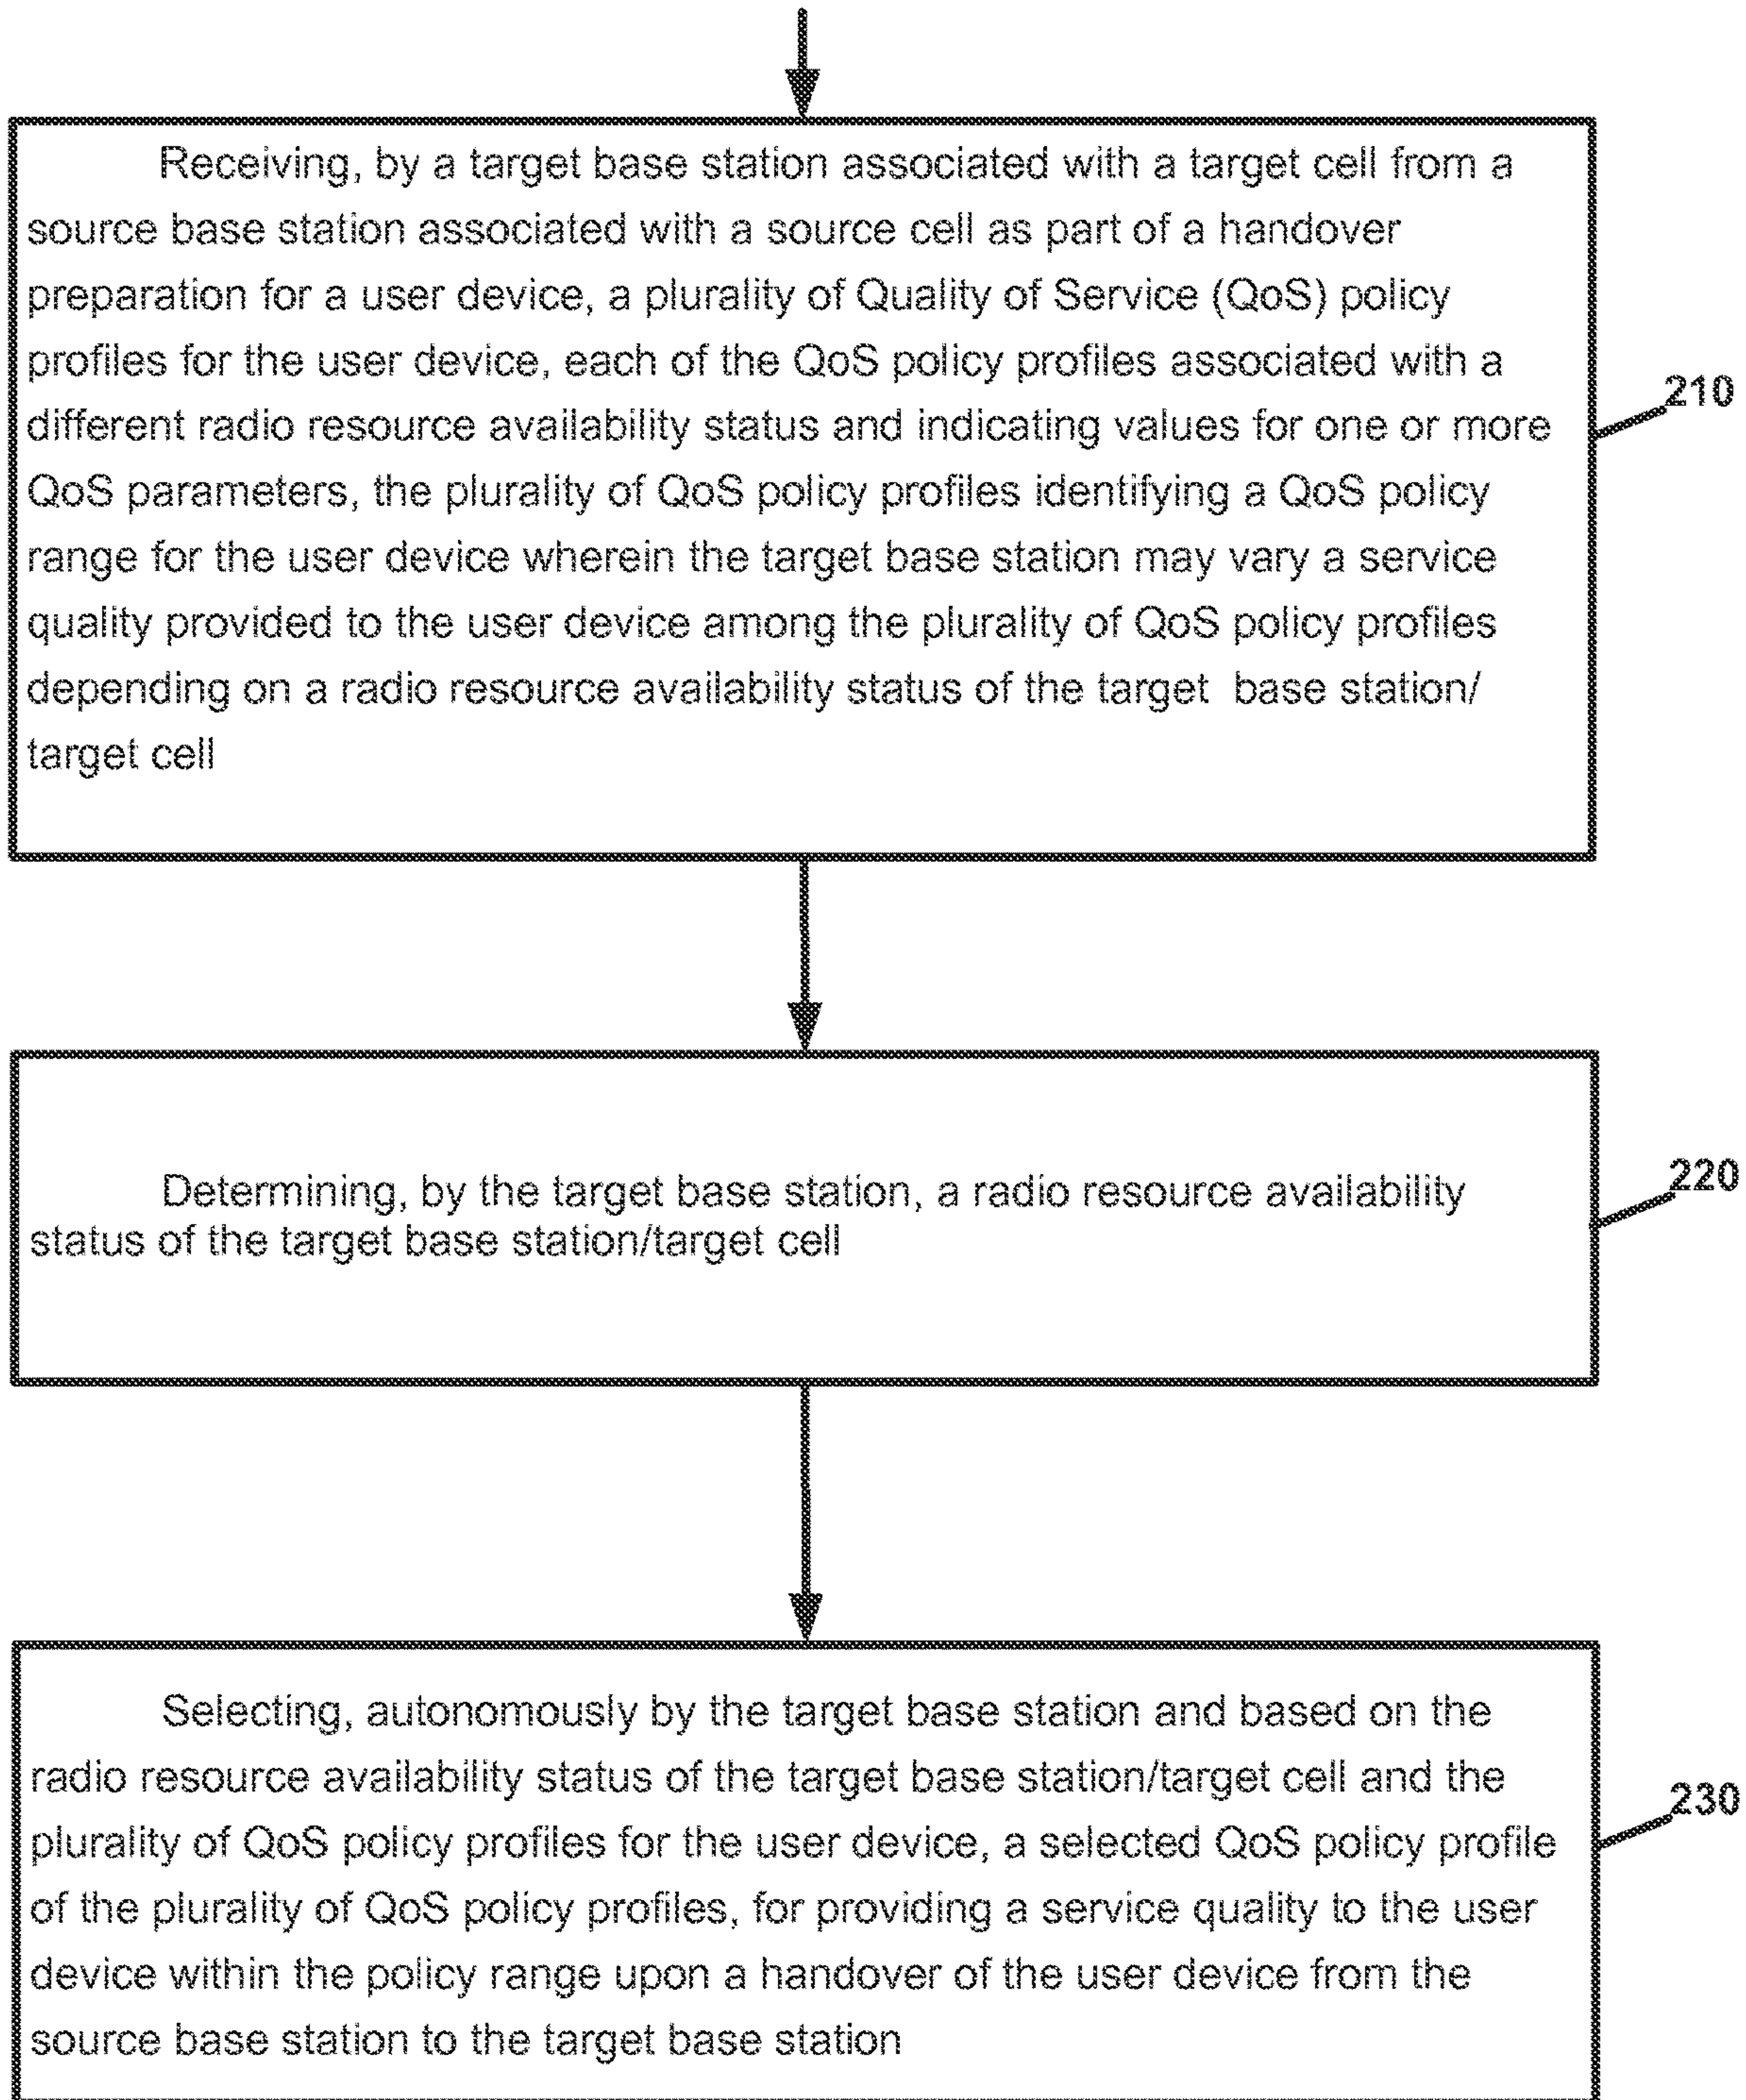 Receiving, by a target base station associated with a target cell from a
source base station associated with a source cell as part of a handover
preparation for a user device, a plurality of Quality of Service (QoS) policy
profiles for the user device, each of the QoS policy profiles associated with a
different radio resource availability status and indicating values for one or more
QoS parameters, the plurality of QoS policy profiles identifying a QoS policy
range for the user device wherein the target base station may vary a service
quality provided to the user device among the plurality of QoS policy profiles
depending on a radio resource availability status of the target base station/
target cell
210
Determining, by the target base station, a radio resource availability
status of the target base station/target cell
220
Selecting, autonomously by the target base station and based on the
radio resource availability status of the target base station/target cell and the
plurality of QoS policy profiles for the user device, a selected QoS policy profile
of the plurality of QoS policy profiles, for providing a service quality to the user
device within the policy range upon a handover of the user device from the
source base station to the target base station
230